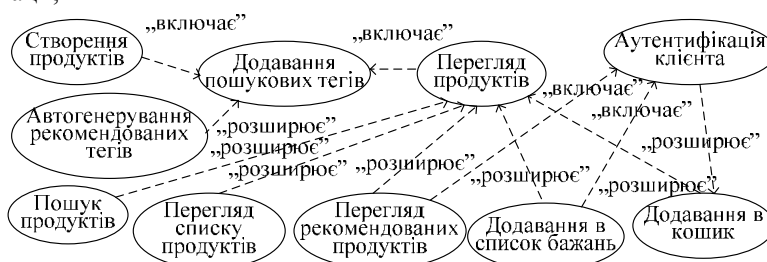 „включає”
„включає”
Створення
продуктів
Додавання
пошукових тегів
Перегляд
продуктів
Аутентифікація
клієнта
Автогенерування
рекомендованих
тегів
„включає”
„включає”
„розширює”
„розширює”
„розширює”
„розширює”
„розширює”
„розширює”
„розширює”
Пошук
продуктів
Перегляд
списку
продуктів
Перегляд
рекомендованих
продуктів
Додавання в
список бажань
Додавання в
кошик